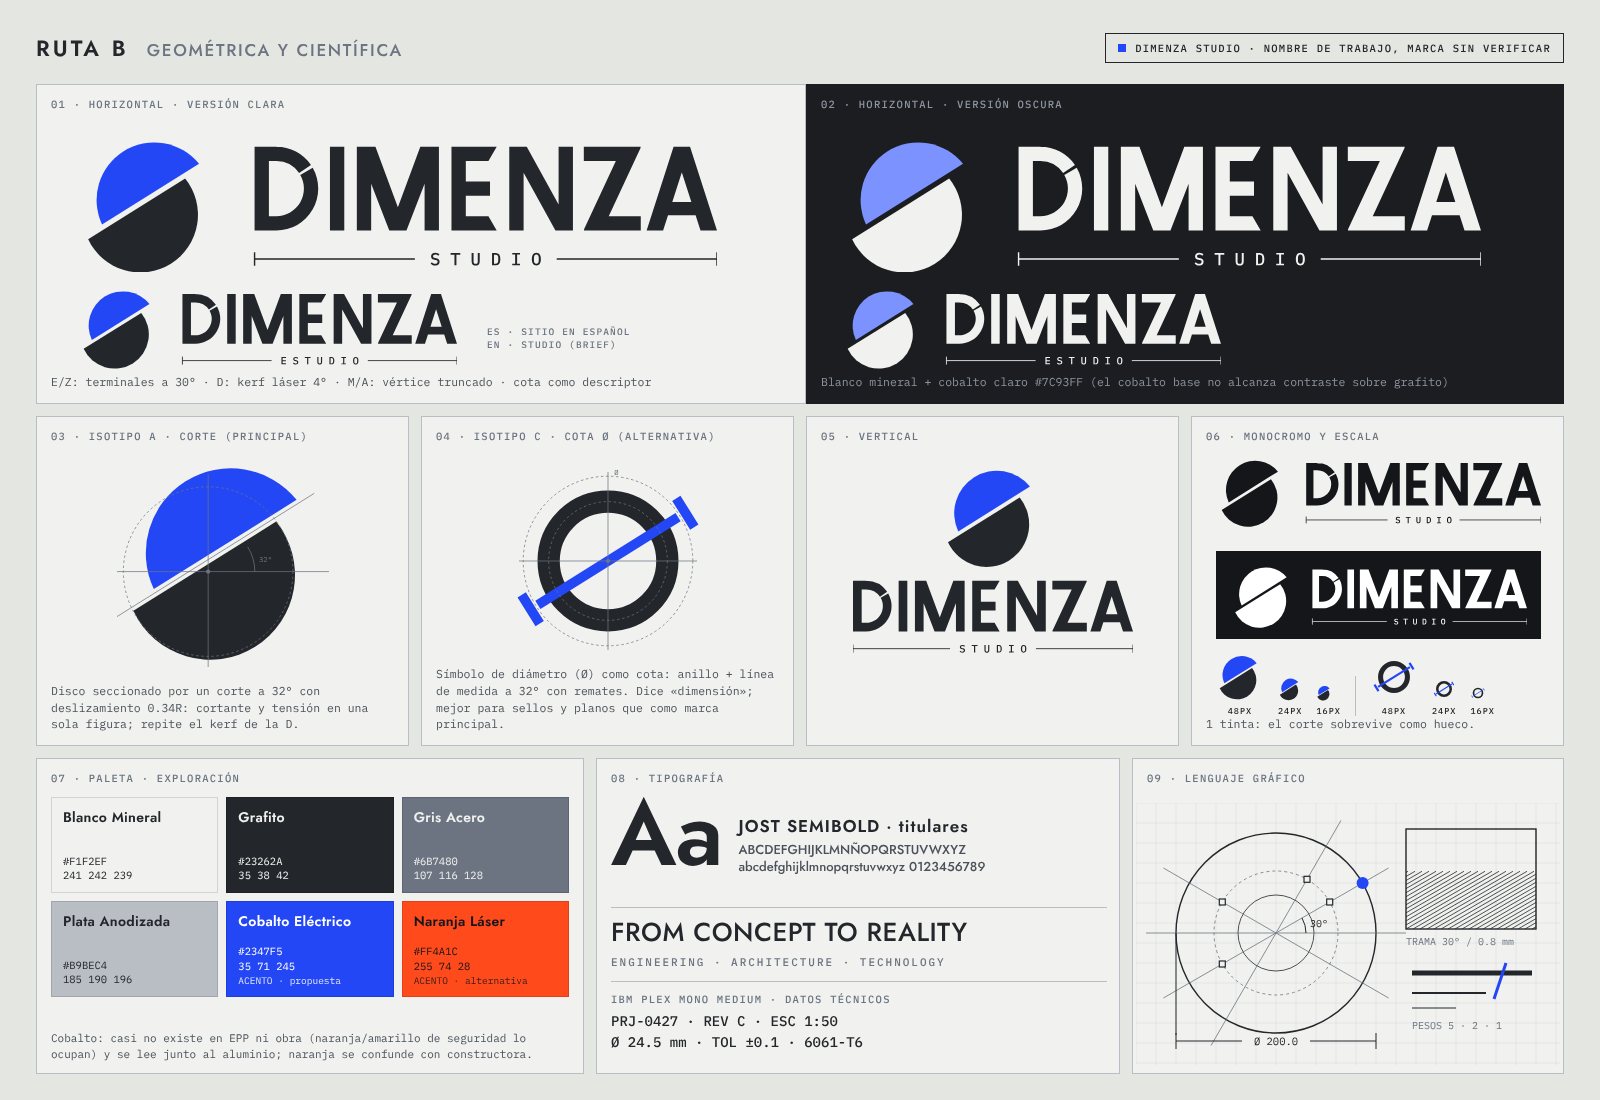 RUTA B GEOMÉTRICA Y CIENTÍFICA
DIMENZA STUDIO · NOMBRE DE TRABAJO, MARCA SIN VERIFICAR
01 · HORIZONTAL · VERSIÓN CLARA
DIMENZA
STUDIO
DIMENZA
ESTUDIO
ES · SITIO EN ESPAÑOL
EN · STUDIO (BRIEF)
E/Z: terminales a 30° · D: kerf láser 4° · M/A: vértice truncado · cota como descriptor
02 · HORIZONTAL · VERSIÓN OSCURA
DIMENZA
STUDIO
DIMENZA
ESTUDIO
Blanco mineral + cobalto claro #7C93FF (el cobalto base no alcanza contraste sobre grafito)
03 · ISOTIPO A · CORTE (PRINCIPAL)
32°
Disco seccionado por un corte a 32° con
deslizamiento 0.34R: cortante y tensión en una
sola figura; repite el kerf de la D.
04 · ISOTIPO C · COTA Ø (ALTERNATIVA)
Ø
Símbolo de diámetro (Ø) como cota: anillo + línea
de medida a 32° con remates. Dice «dimensión»;
mejor para sellos y planos que como marca
principal.
05 · VERTICAL
DIMENZA
STUDIO
06 · MONOCROMO Y ESCALA
DIMENZA
STUDIO
DIMENZA
STUDIO
48PX 24PX 16PX 48PX 24PX 16PX
1 tinta: el corte sobrevive como hueco.
07 · PALETA · EXPLORACIÓN
Blanco Mineral
#F1F2EF
241 242 239
Grafito
#23262A
35 38 42
Gris Acero
#6B7480
107 116 128
Plata Anodizada
#B9BEC4
185 190 196
Cobalto Eléctrico
#2347F5
35 71 245
ACENTO · propuesta
Naranja Láser
#FF4A1C
255 74 28
ACENTO · alternativa
Cobalto: casi no existe en EPP ni obra (naranja/amarillo de seguridad lo
ocupan) y se lee junto al aluminio; naranja se confunde con constructora.
08 · TIPOGRAFÍA
Aa
JOST SEMIBOLD · titulares
ABCDEFGHIJKLMNÑOPQRSTUVWXYZ
abcdefghijklmnopqrstuvwxyz 0123456789
FROM CONCEPT TO REALITY
ENGINEERING · ARCHITECTURE · TECHNOLOGY
IBM PLEX MONO MEDIUM · DATOS TÉCNICOS
PRJ-0427 · REV C · ESC 1:50
Ø 24.5 mm · TOL ±0.1 · 6061-T6
09 · LENGUAJE GRÁFICO
30°
Ø 200.0
TRAMA 30° / 0.8 mm
PESOS 5 · 2 · 1